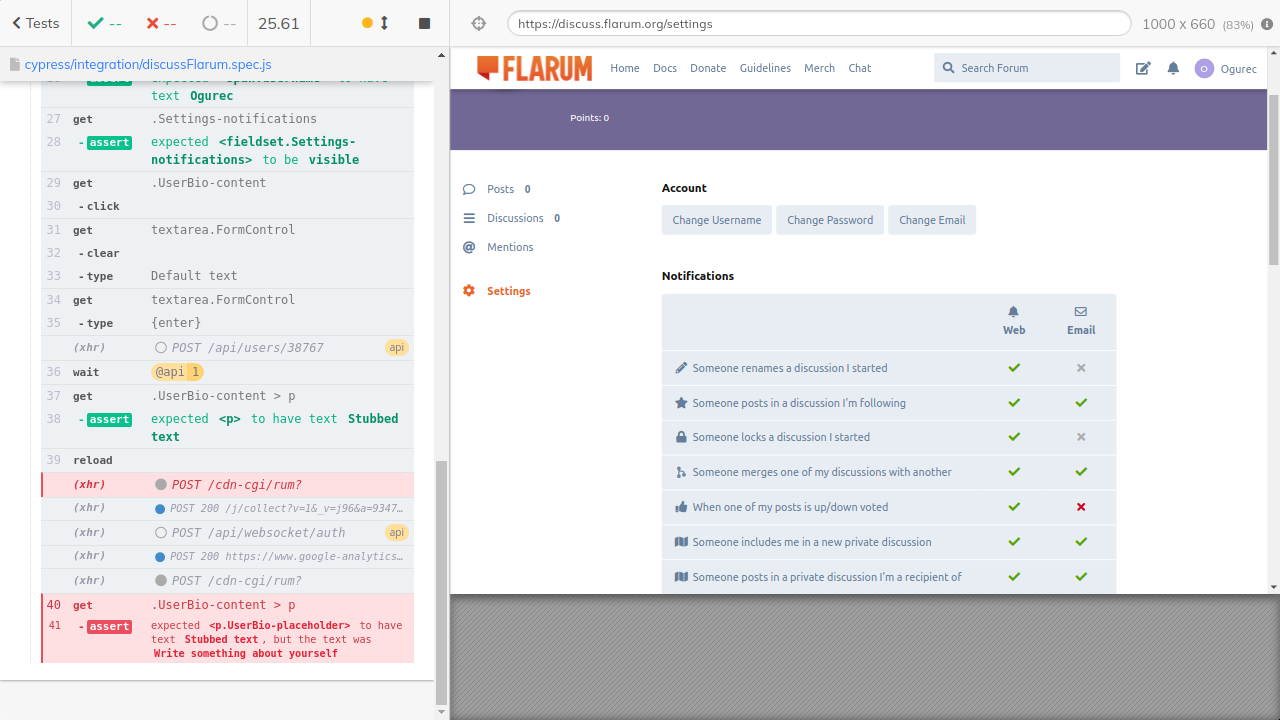 Tests
--
--
--
25.61
https://discuss.flarum.org/settings
1000 x 660 (83%)
cypress/integration/discussFlarum.spec.js
text Ogurec
27 get .Settings-notifications
28 - assert expected <fieldset.Settings-
notifications> to be visible
29 get .UserBio-content
30 - click
31 get textarea.FormControl
32 - clear
33 - type Default text
34 get textarea.FormControl
35 - type {enter}
(xhr) POST /api/users/38767 api
36 wait @api 1
37 get .UserBio-content > p
38 - assert expected <p> to have text Stubbed
text
39 reload
(xhr) POST /cdn-cgi/rum?
(xhr) POST 200 /j/collect?v=1&_v=j96&a=9347…
(xhr) POST /api/websocket/auth api
(xhr) POST 200 https://www.google-analytics…
(xhr) POST /cdn-cgi/rum?
40 get .UserBio-content > p
41 - assert expected <p.UserBio-placeholder> to have
text Stubbed text, but the text was
Write something about yourself
FLARUM
Home Docs Donate Guidelines Merch Chat
Search Forum
O Ogurec
Points: 0
Posts 0
Discussions 0
Mentions
Settings
Account
Change Username Change Password Change Email
Notifications
Web Email
Someone renames a discussion I started
Someone posts in a discussion I'm following
Someone locks a discussion I started
Someone merges one of my discussions with another
When one of my posts is up/down voted
Someone includes me in a new private discussion
Someone posts in a private discussion I'm a recipient of